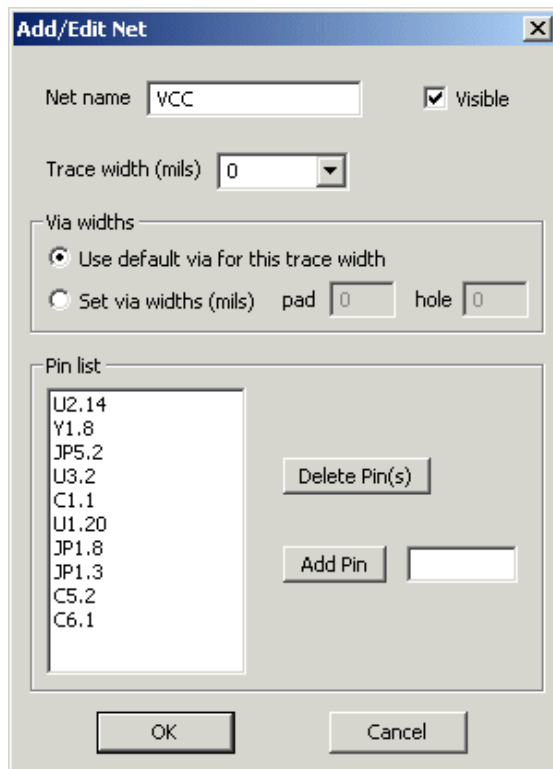 Add/Edit Net
Net name VCC Visible
Trace width (mils) 0
Via widths
Use default via for this trace width
Set via widths (mils) pad 0 hole 0
Pin list
U2.14
Y1.8
JP5.2
U3.2
Delete Pin(s)
C1.1
U1.20
JP1.8
Add Pin
JP1.3
C5.2
C6.1
OK Cancel